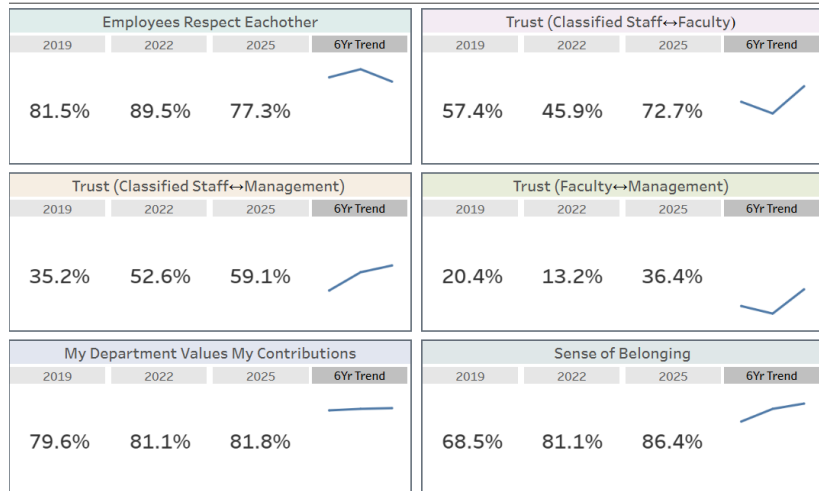 Employees Respect Eachother
2019 2022 2025 6Yr Trend
81.5% 89.5% 77.3%
Trust (Classified Staff↔Faculty)
2019 2022 2025 6Yr Trend
57.4% 45.9% 72.7%
Trust (Classified Staff↔Management)
2019 2022 2025 6Yr Trend
35.2% 52.6% 59.1%
Trust (Faculty↔Management)
2019 2022 2025 6Yr Trend
20.4% 13.2% 36.4%
My Department Values My Contributions
2019 2022 2025 6Yr Trend
79.6% 81.1% 81.8%
Sense of Belonging
2019 2022 2025 6Yr Trend
68.5% 81.1% 86.4%